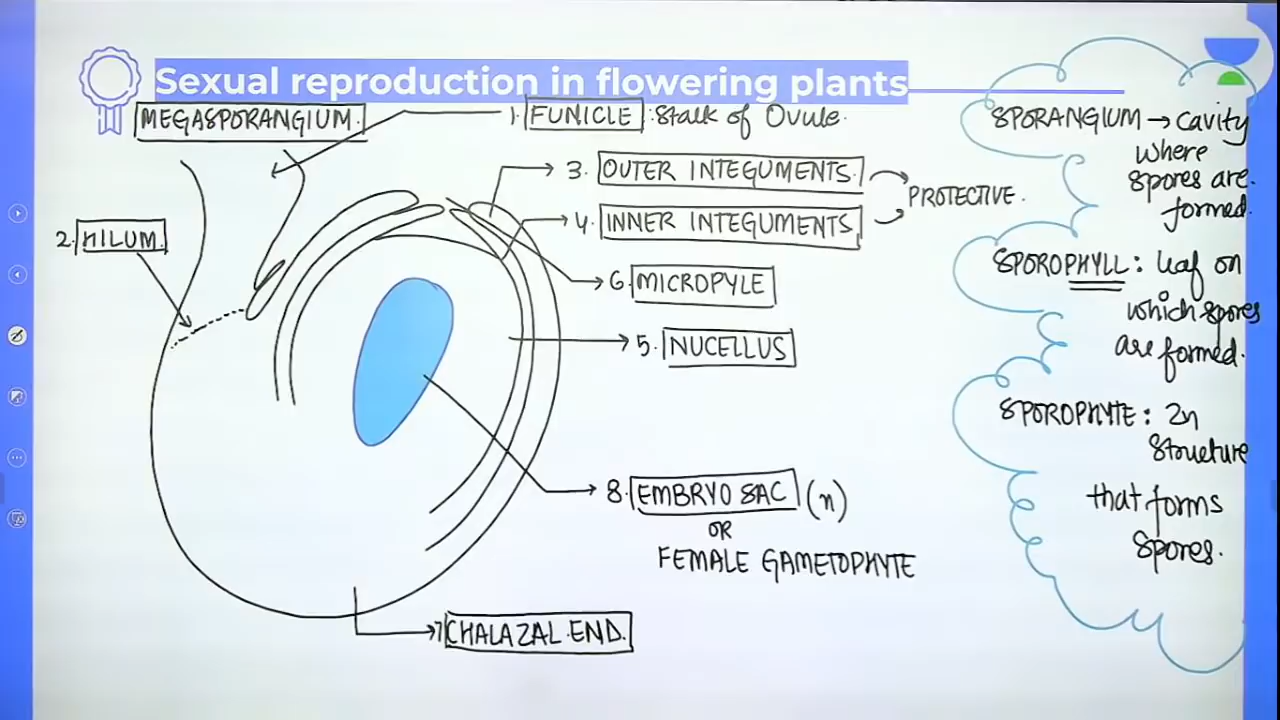 Sexual reproduction in flowering plants
MEGASPORANGIUM.
1. FUNICLE : Stalk of Ovule.
2. HILUM.
3. OUTER INTEGUMENTS.
4. INNER INTEGUMENTS
PROTECTIVE.
6. MICROPYLE
5. NUCELLUS
8. EMBRYO SAC (n)
OR
FEMALE GAMETOPHYTE
7 CHALAZAL END.
SPORANGIUM → cavity
where
spores are.
formed.
SPOROPHYLL : leaf on
which spores
are formed.
SPOROPHYTE : 2n
structure
that forms
spores.